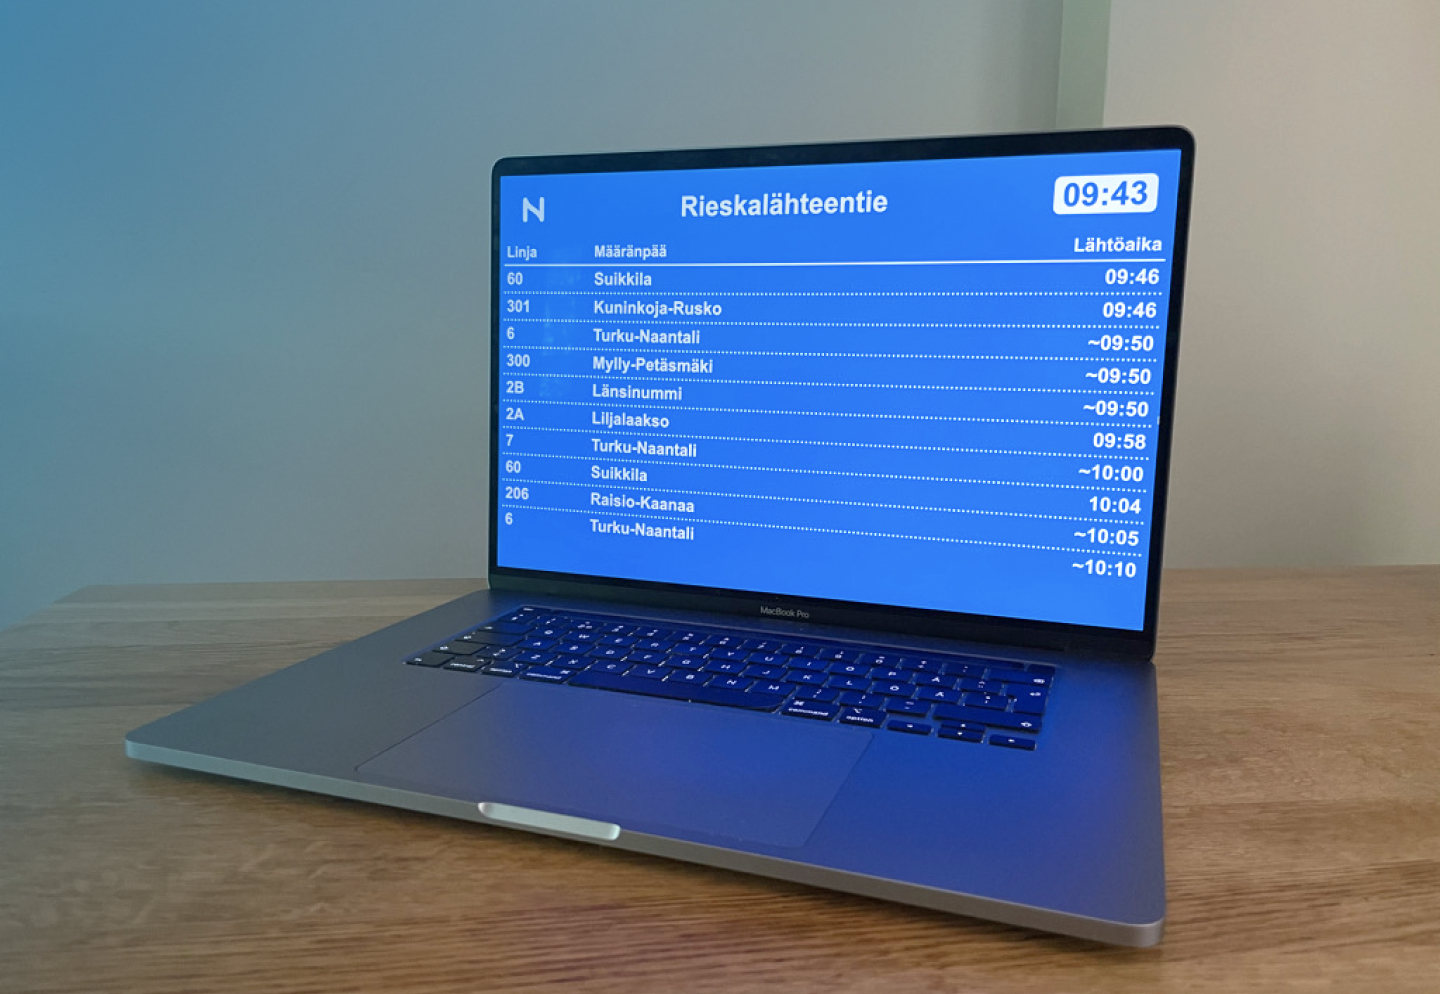 N Rieskalähteentie 09:43
Linja Määränpää Lähtöaika
60 Suikkila 09:46
301 Kuninkoja-Rusko 09:46
6 Turku-Naantali ~09:50
300 Mylly-Petäsmäki ~09:50
2B Länsinummi ~09:50
2A Liljalaakso 09:58
7 Turku-Naantali ~10:00
60 Suikkila 10:04
206 Raisio-Kaanaa ~10:05
6 Turku-Naantali ~10:10
MacBook Pro
command option